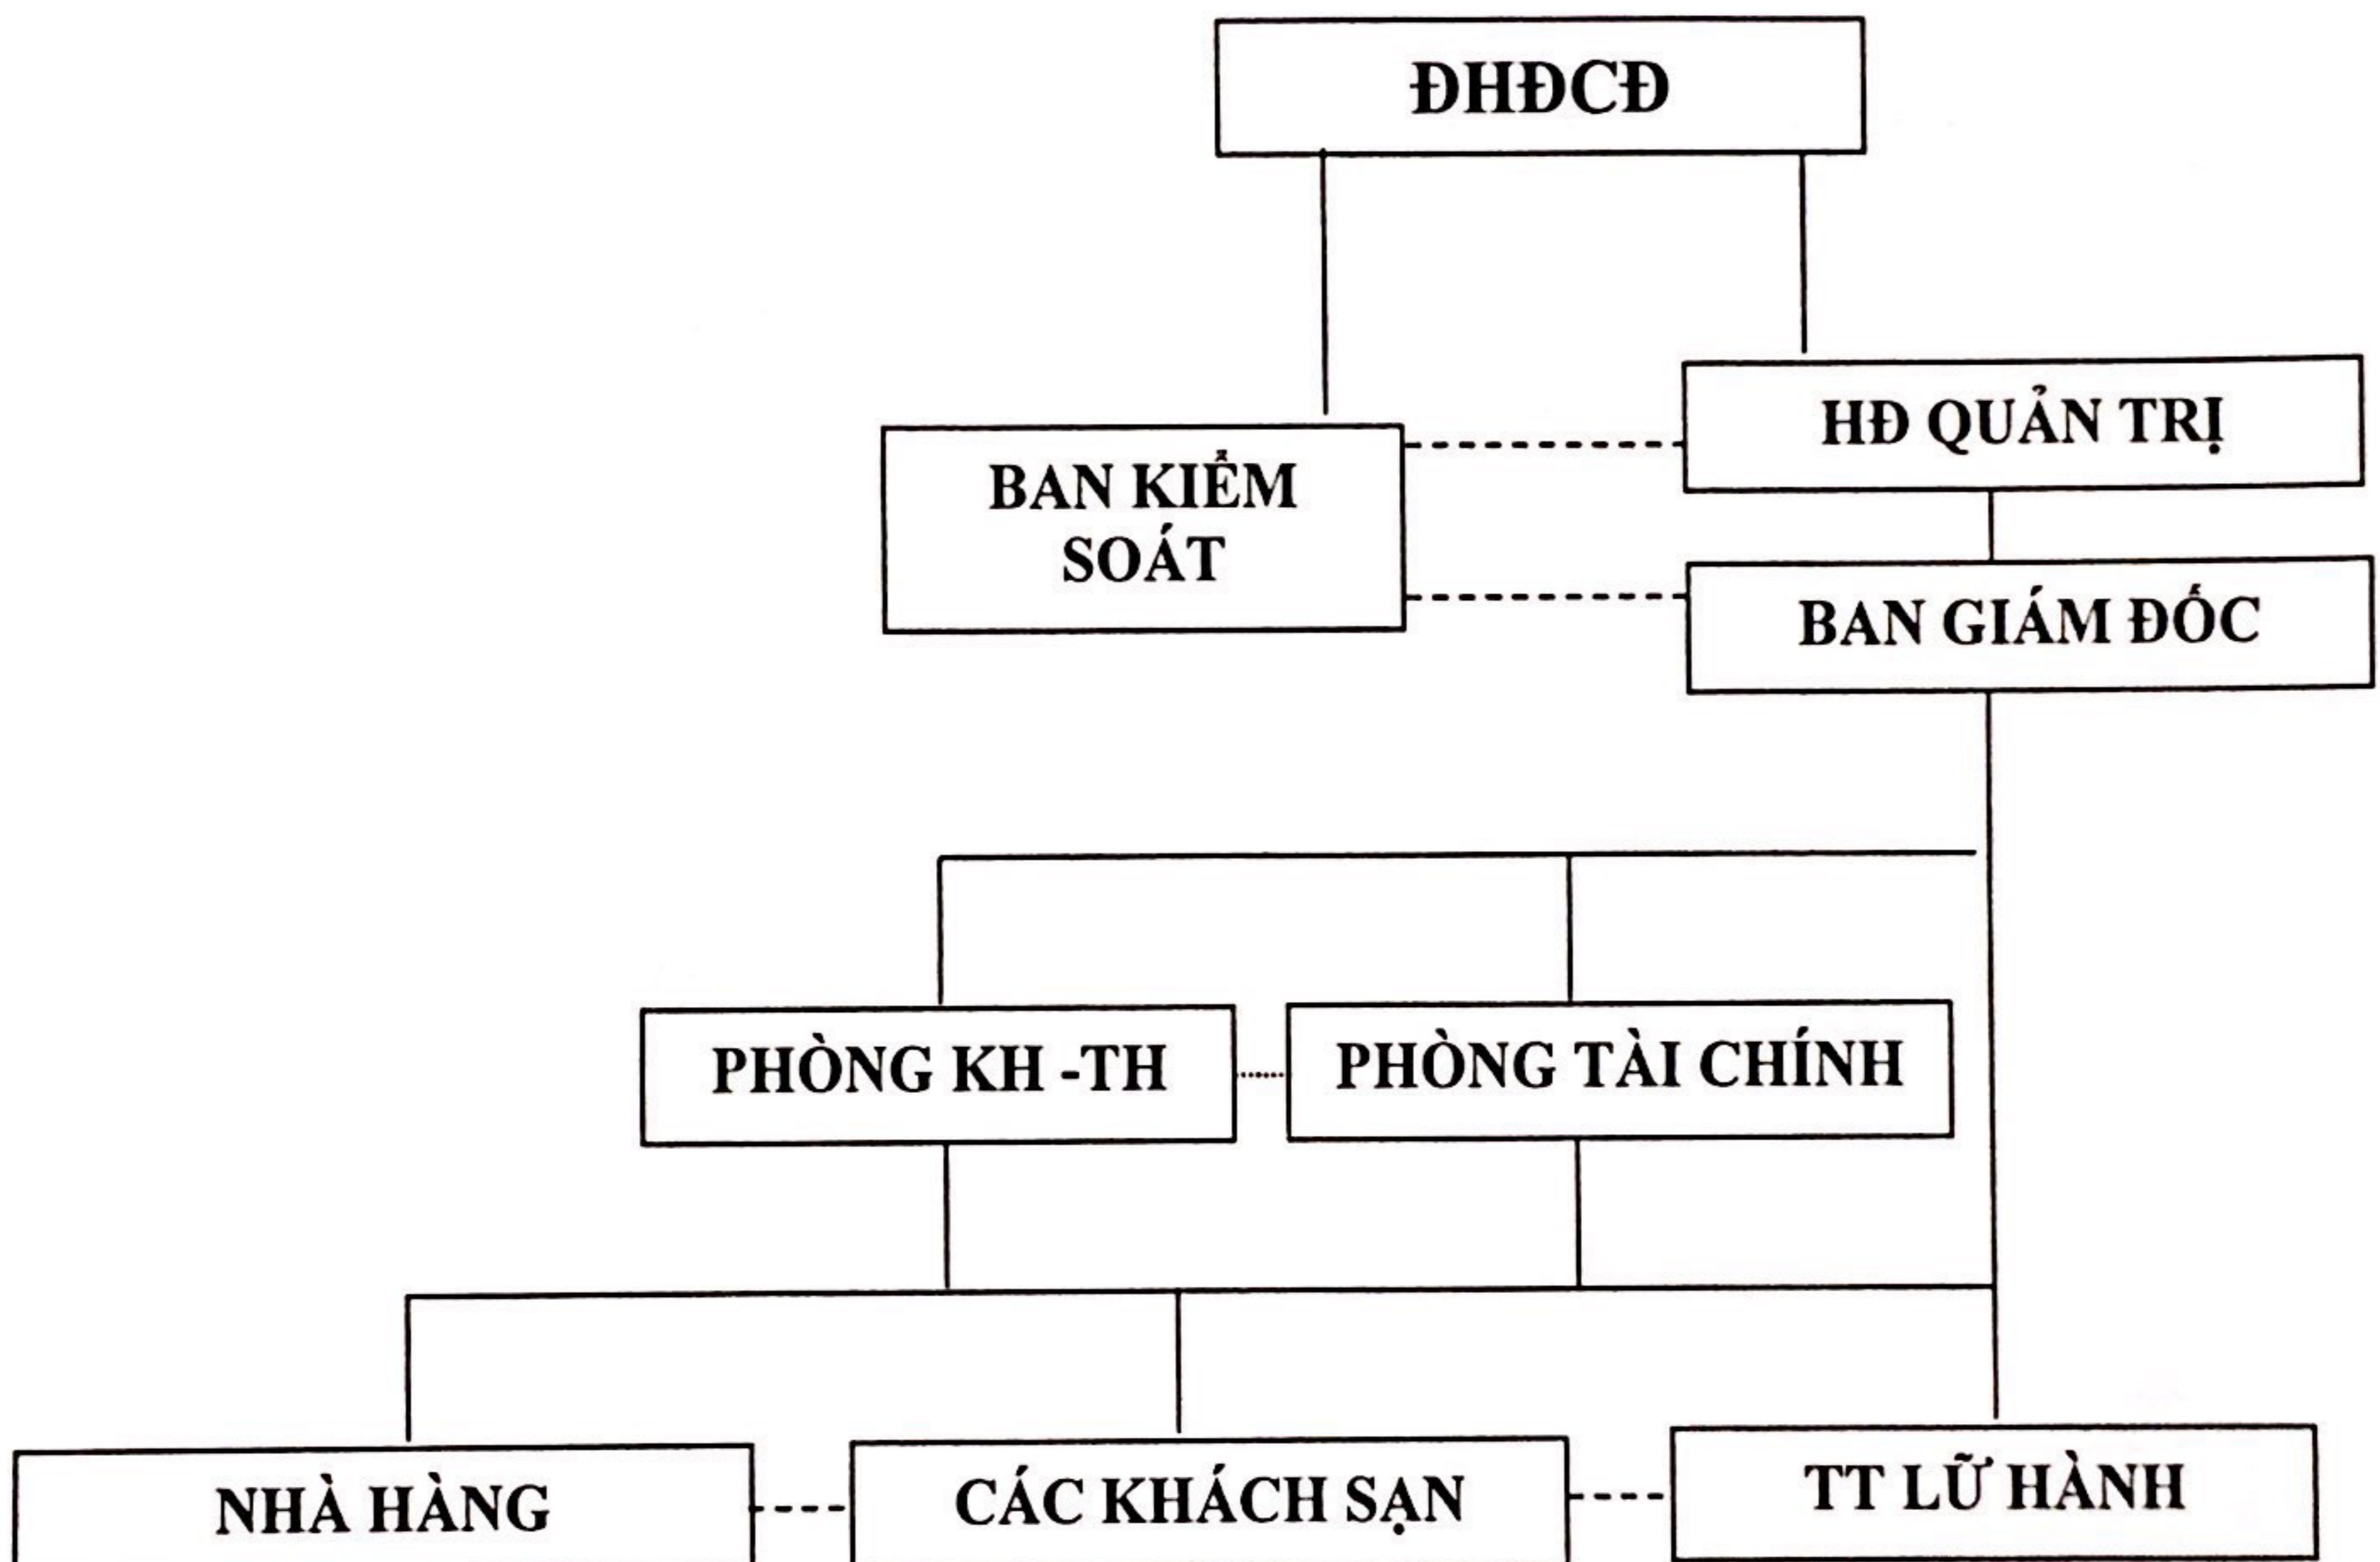 ĐHĐCĐ
HĐ QUẢN TRỊ
BAN KIỂM
SOÁT
BAN GIÁM ĐỐC
PHÒNG KH -TH
PHÒNG TÀI CHÍNH
NHÀ HÀNG
CÁC KHÁCH SẠN
TT LỮ HÀNH